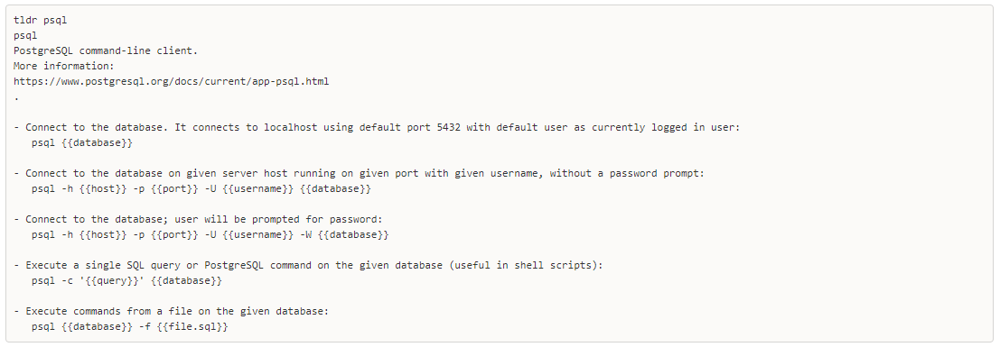 tldr psql
psql
PostgreSQL command-line client.
More information:
https://www.postgresql.org/docs/current/app-psql.html
.
- Connect to the database. It connects to localhost using default port 5432 with default user as currently logged in user:
psql {{database}}
- Connect to the database on given server host running on given port with given username, without a password prompt:
psql -h {{host}} -p {{port}} -U {{username}} {{database}}
- Connect to the database; user will be prompted for password:
psql -h {{host}} -p {{port}} -U {{username}} -W {{database}}
- Execute a single SQL query or PostgreSQL command on the given database (useful in shell scripts):
psql -c '{{query}}' {{database}}
- Execute commands from a file on the given database:
psql {{database}} -f {{file.sql}}